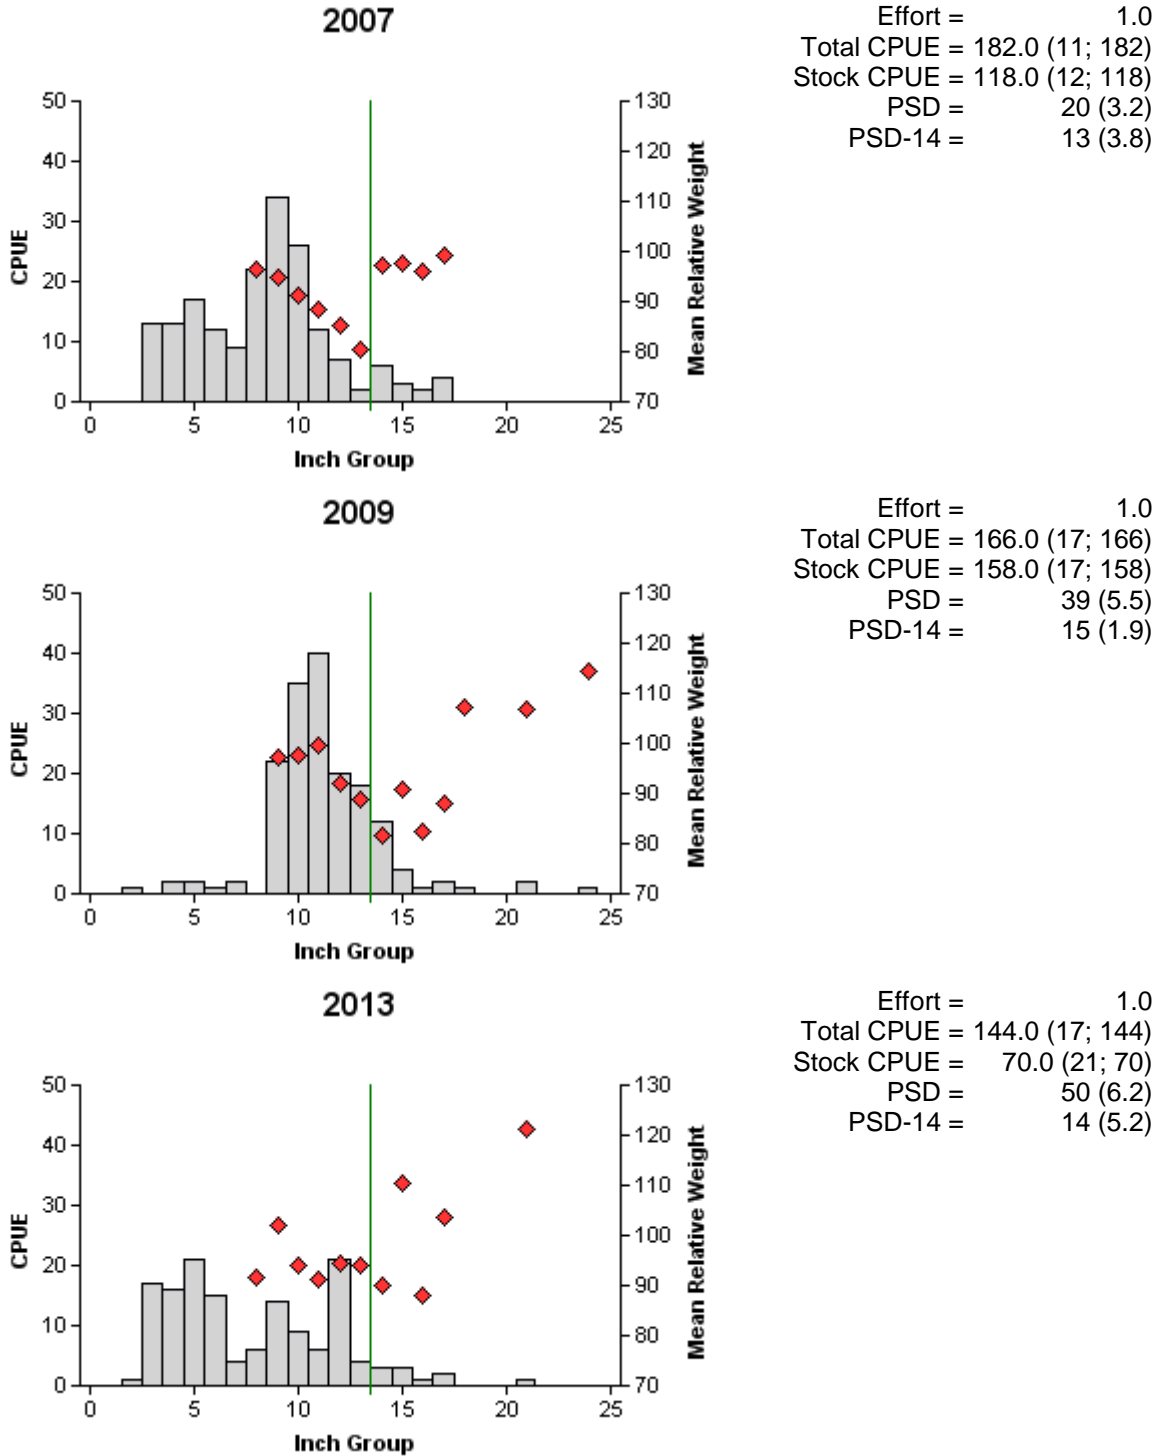 2007
Effort = 1.0
Total CPUE = 182.0 (11; 182)
Stock CPUE = 118.0 (12; 118)
PSD = 20 (3.2)
PSD-14 = 13 (3.8)
50
40
30
20
10
0
CPUE
130
120
110
100
90
80
70
Mean Relative Weight
0 5 10 15 20 25
Inch Group
2009
Effort = 1.0
Total CPUE = 166.0 (17; 166)
Stock CPUE = 158.0 (17; 158)
PSD = 39 (5.5)
PSD-14 = 15 (1.9)
50
40
30
20
10
0
CPUE
130
120
110
100
90
80
70
Mean Relative Weight
0 5 10 15 20 25
Inch Group
2013
Effort = 1.0
Total CPUE = 144.0 (17; 144)
Stock CPUE = 70.0 (21; 70)
PSD = 50 (6.2)
PSD-14 = 14 (5.2)
50
40
30
20
10
0
CPUE
130
120
110
100
90
80
70
Mean Relative Weight
0 5 10 15 20 25
Inch Group